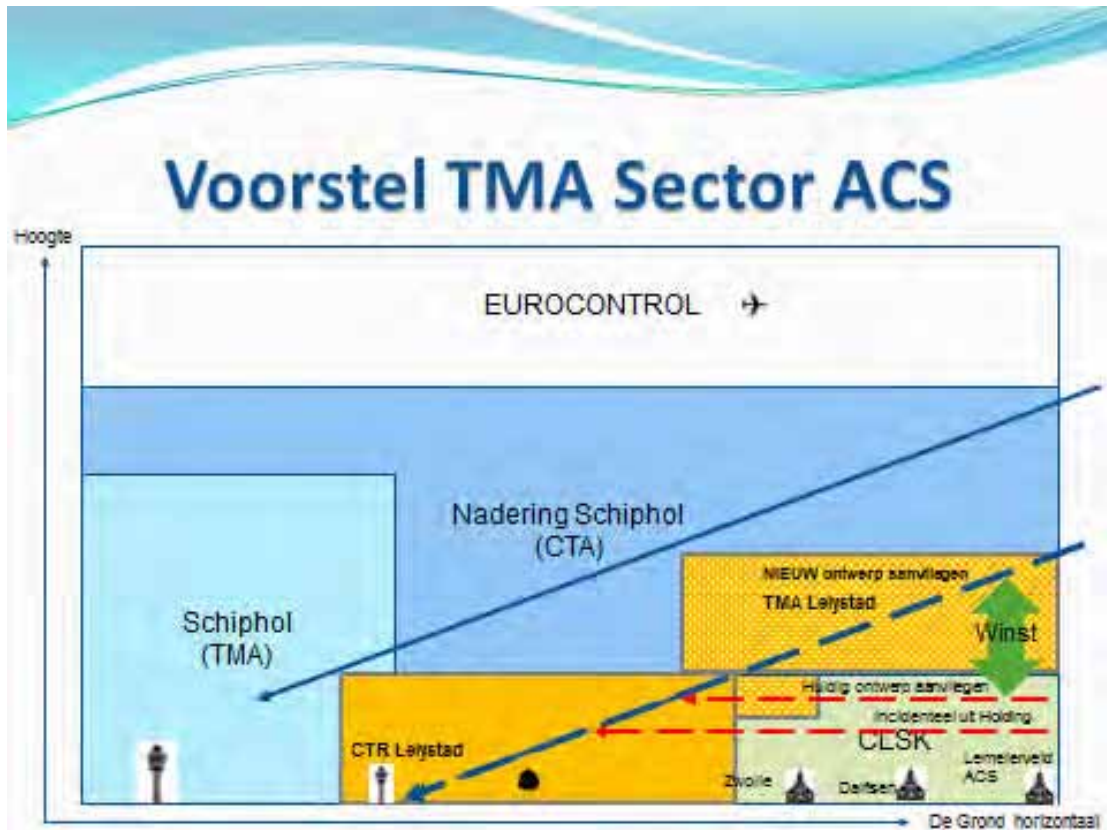 Voorstel TMA Sector ACS
Hoogte
EUROCONTROL
Nadering Schiphol
(CTA)
NIEUW ontwerp aanvliegen
TMA Lelystad
Schiphol
(TMA)
Winst
Huidig ontwerp aanvliegen
Incidenteel uit Holding
CLSK
CTR Lelystad
Lemelerveld
ACS
Zwolle
Dalfsen
De Grond horizontaal